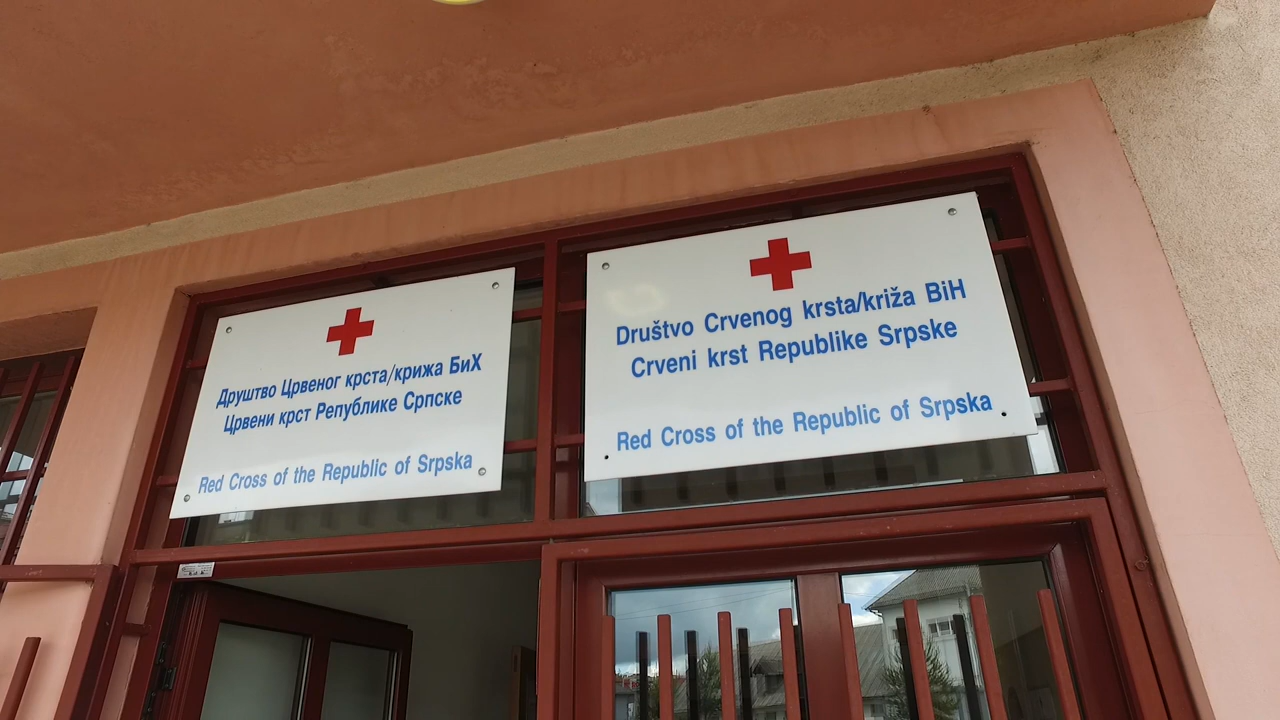 Друштво Црвеног крста/крижа БиХ
Црвени крст Републике Српске
Red Cross of the Republic of Srpska
Društvo Crvenog krsta/križa BiH
Crveni krst Republike Srpske
Red Cross of the Republic of Srpska